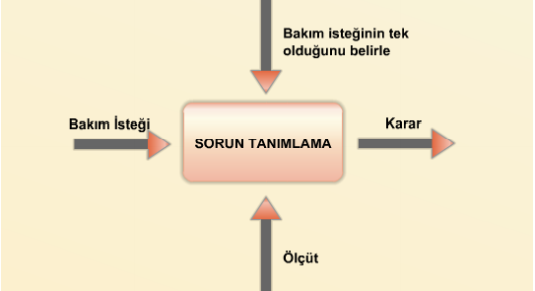 Bakım isteğinin tek
olduğunu belirle
Bakım İsteği
Karar
SORUN TANIMLAMA
Ölçüt